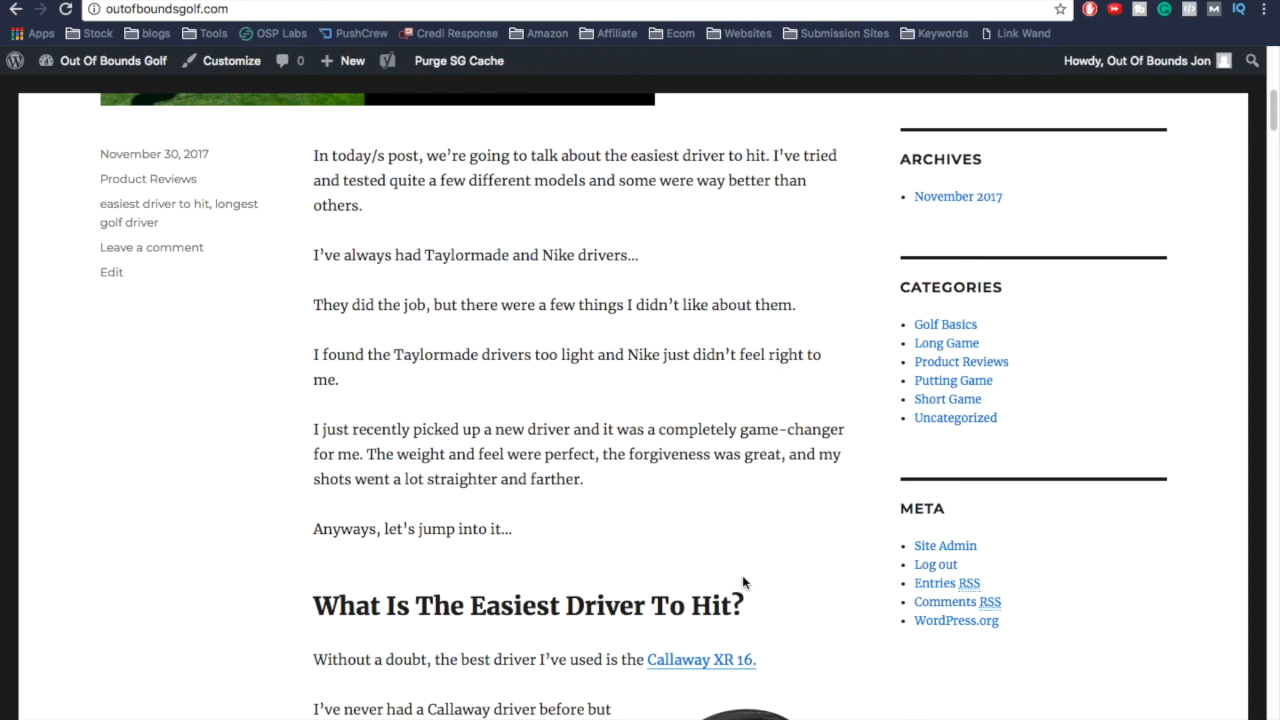 outofboundsgolf.com
Apps Stock blogs Tools OSP Labs PushCrew Credi Response Amazon Affiliate Ecom Websites Submission Sites Keywords Link Wand
Out Of Bounds Golf Customize 0 New Purge SG Cache Howdy, Out Of Bounds Jon
November 30, 2017
Product Reviews
easiest driver to hit, longest
golf driver
Leave a comment
Edit
In today/s post, we're going to talk about the easiest driver to hit. I've tried
and tested quite a few different models and some were way better than
others.
I've always had Taylormade and Nike drivers...
They did the job, but there were a few things I didn't like about them.
I found the Taylormade drivers too light and Nike just didn't feel right to
me.
I just recently picked up a new driver and it was a completely game-changer
for me. The weight and feel were perfect, the forgiveness was great, and my
shots went a lot straighter and farther.
Anyways, let's jump into it...
What Is The Easiest Driver To Hit?
Without a doubt, the best driver I've used is the Callaway XR 16.
I've never had a Callaway driver before but
ARCHIVES
November 2017
CATEGORIES
Golf Basics
Long Game
Product Reviews
Putting Game
Short Game
Uncategorized
META
Site Admin
Log out
Entries RSS
Comments RSS
WordPress.org